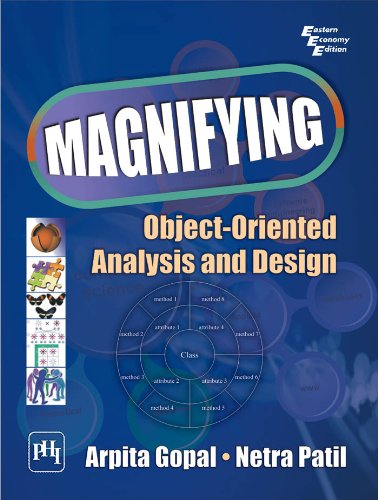 Eastern
Economy
Edition
MAGNIFYING
Object-Oriented
Analysis and Design
method 1
method 8
method 2
attribute 1
attribute 4
method 7
Class
method 3
attribute 2
attribute 3
method 6
method 4
method 5
www
PHI
Arpita Gopal • Netra Patil